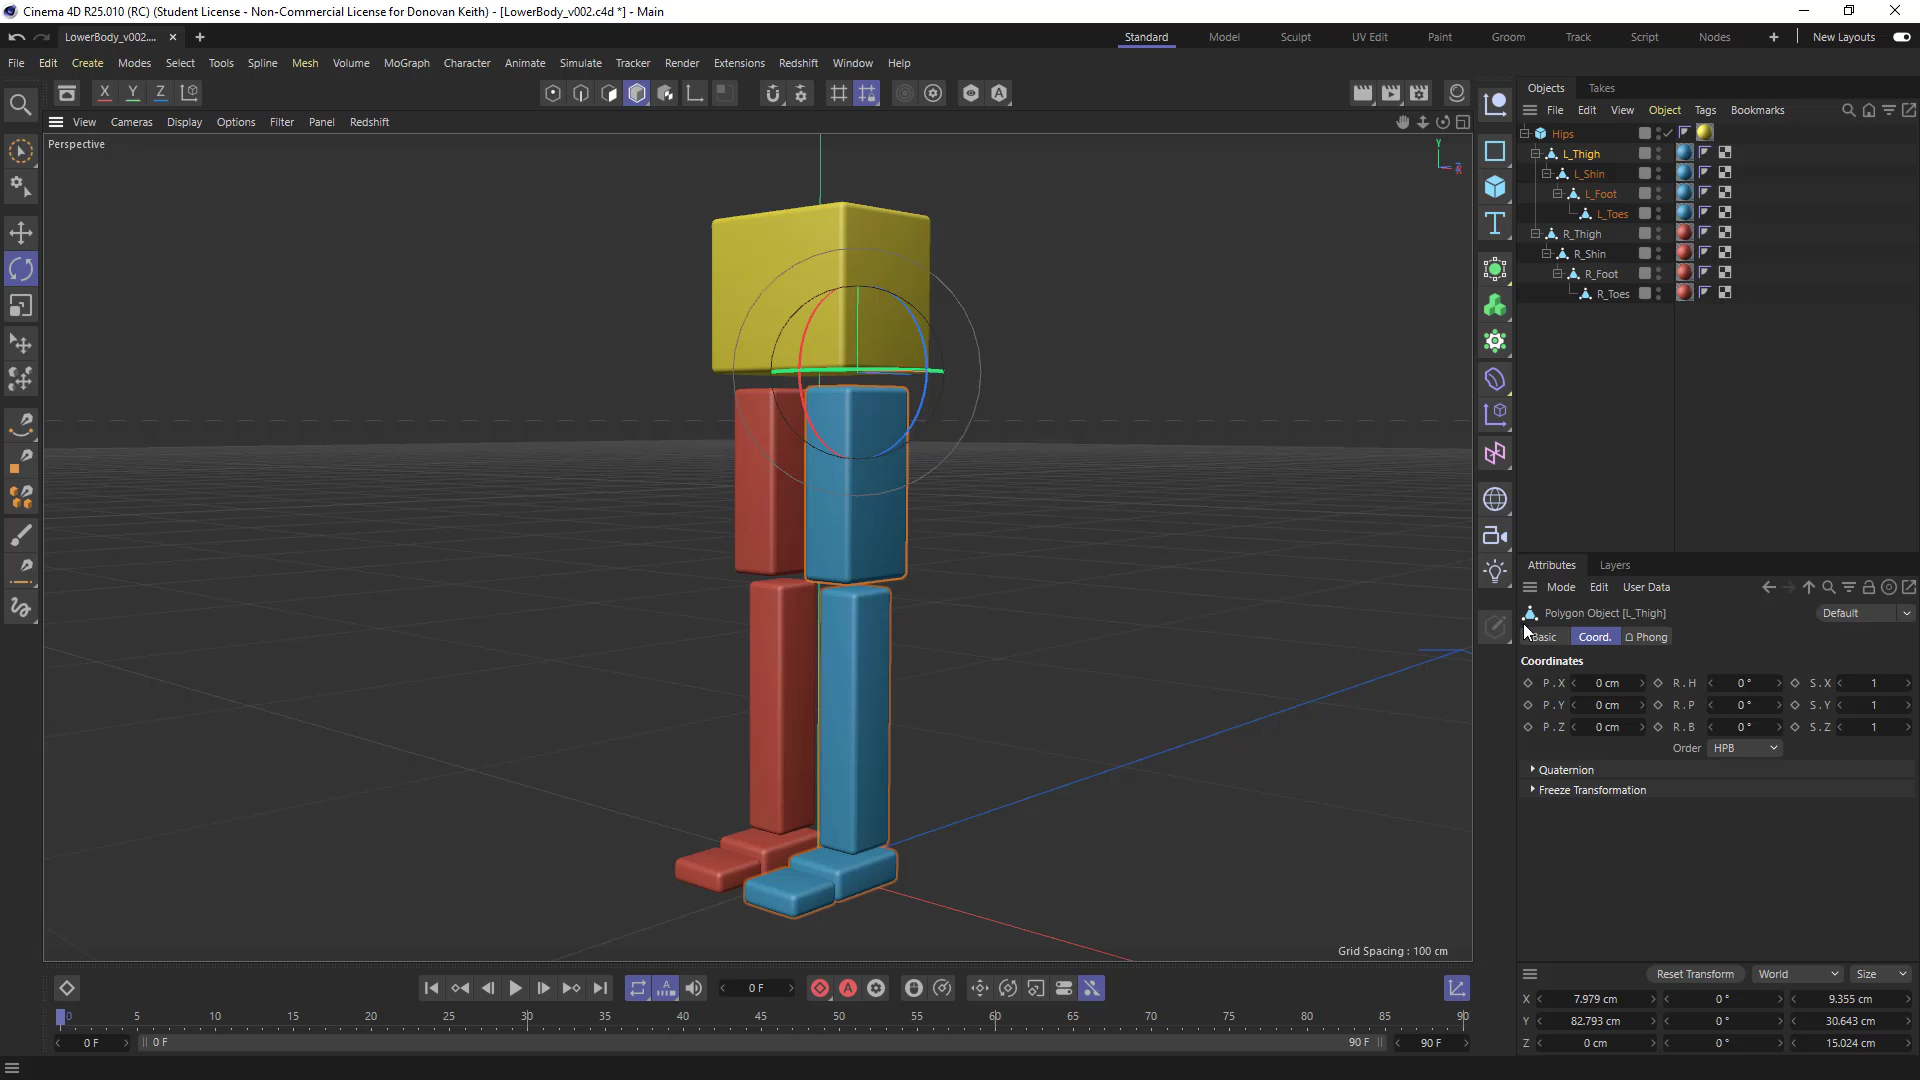 Cinema 4D R25.010 (RC) (Student License - Non-Commercial License for Donovan Keith) - [LowerBody_v002.c4d *] - Main
LowerBody_v002....
Standard Model Sculpt UV Edit Paint Groom Track Script Nodes New Layouts
File Edit Create Modes Select Tools Spline Mesh Volume MoGraph Character Animate Simulate Tracker Render Extensions Redshift Window Help
X Y Z
Objects Takes
File Edit View Object Tags Bookmarks
View Cameras Display Options Filter Panel Redshift
Perspective
Y
Z
X
Hips
L_Thigh
L_Shin
L_Foot
L_Toes
R_Thigh
R_Shin
R_Foot
R_Toes
Attributes Layers
Mode Edit User Data
Polygon Object [L_Thigh] Default
Basic Coord. Phong
Coordinates
P . X 0 cm R . H 0 ° S . X 1
P . Y 0 cm R . P 0 ° S . Y 1
P . Z 0 cm R . B 0 ° S . Z 1
Order HPB
Quaternion
Freeze Transformation
Grid Spacing : 100 cm
0 F
Reset Transform World Size
X 7.979 cm 0 ° 9.355 cm
Y 82.793 cm 0 ° 30.643 cm
Z 0 cm 0 ° 15.024 cm
0 5 10 15 20 25 30 35 40 45 50 55 60 65 70 75 80 85 90
0 F 0 F 90 F 90 F